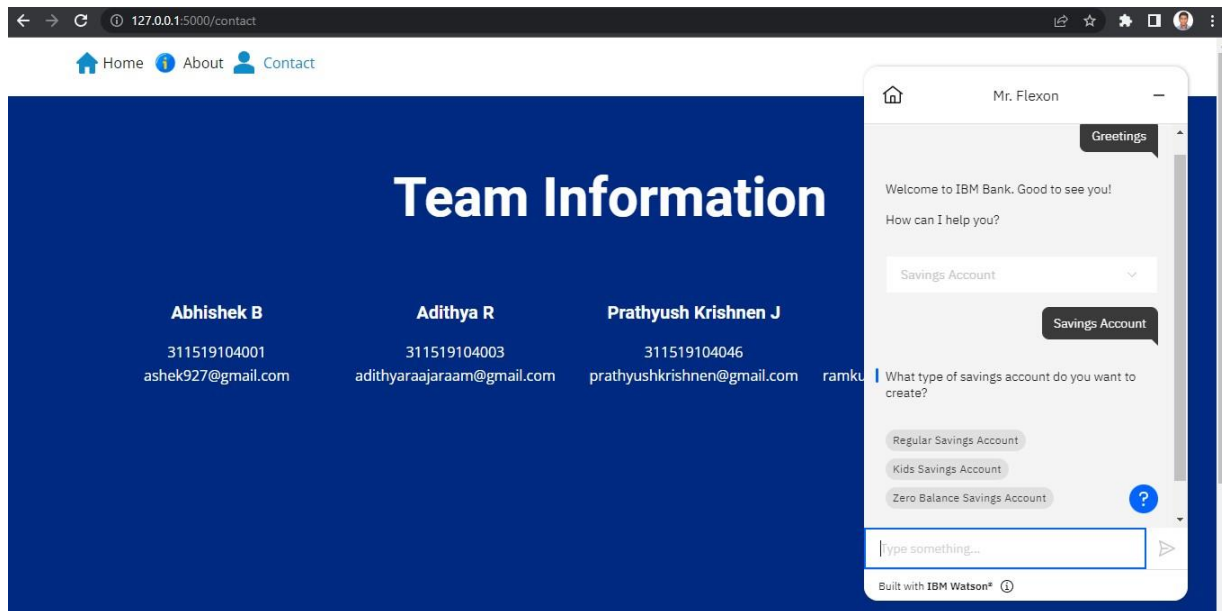 127.0.0.1:5000/contact
Home About Contact
Team Information
Abhishek B
311519104001
ashek927@gmail.com
Adithya R
311519104003
adithyaraajaraam@gmail.com
Prathyush Krishnen J
311519104046
prathyushkrishnen@gmail.com
ramku
Mr. Flexon
Greetings
Welcome to IBM Bank. Good to see you!
How can I help you?
Savings Account
Savings Account
What type of savings account do you want to
create?
Regular Savings Account
Kids Savings Account
Zero Balance Savings Account
?
Type something...
Built with IBM Watson®